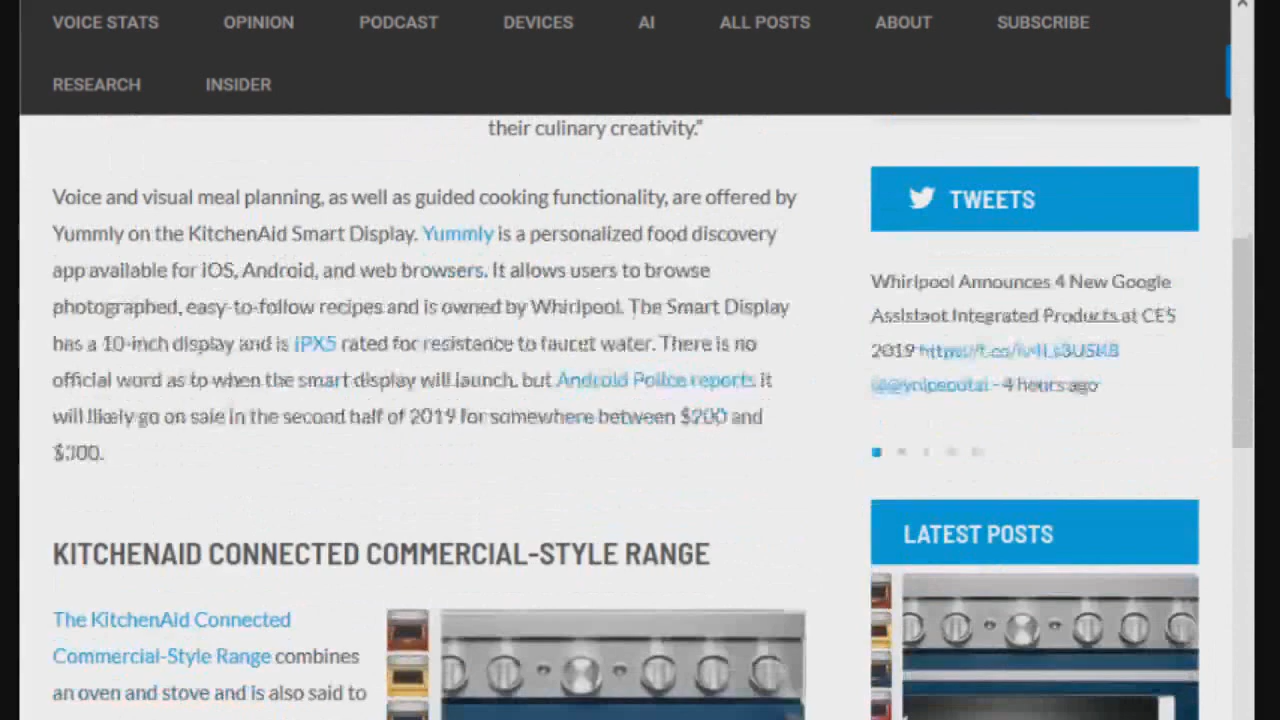 VOICE STATS OPINION PODCAST DEVICES AI ALL POSTS ABOUT SUBSCRIBE
RESEARCH INSIDER
their culinary creativity.”
Voice and visual meal planning, as well as guided cooking functionality, are offered by
Yummly on the KitchenAid Smart Display. Yummly is a personalized food discovery
app available for iOS, Android, and web browsers. It allows users to browse
photographed, easy-to-follow recipes and is owned by Whirlpool. The Smart Display
has a 10-inch display and is IPX5 rated for resistance to faucet water. There is no
official word as to when the smart display will launch, but Android Police reports it
will likely go on sale in the second half of 2019 for somewhere between $200 and
$300.
KITCHENAID CONNECTED COMMERCIAL-STYLE RANGE
The KitchenAid Connected
Commercial-Style Range combines
an oven and stove and is also said to
TWEETS
Whirlpool Announces 4 New Google
Assistant Integrated Products at CES
2019
- 4 hours ago
LATEST POSTS